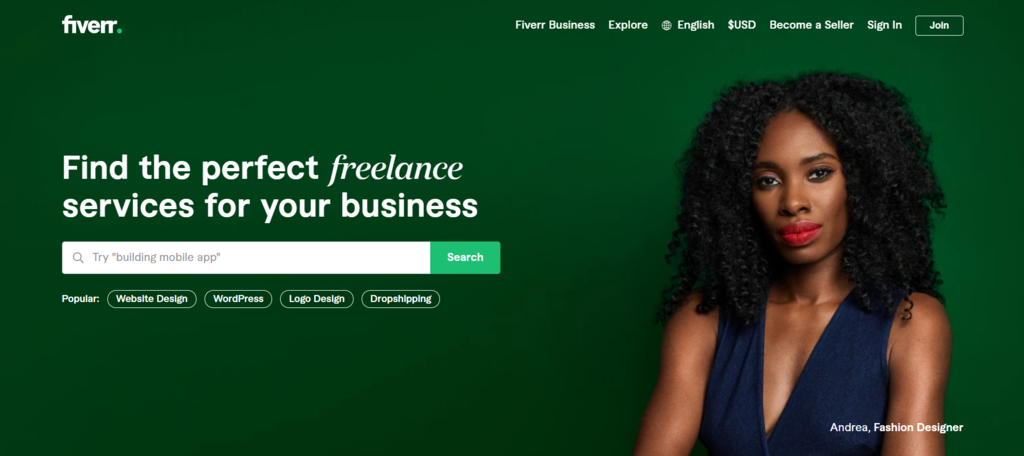 fiverr.
Fiverr Business Explore English $USD Become a Seller Sign In Join
Find the perfect freelance
services for your business
Try "building mobile app" Search
Popular: Website Design WordPress Logo Design Dropshipping
Andrea, Fashion Designer